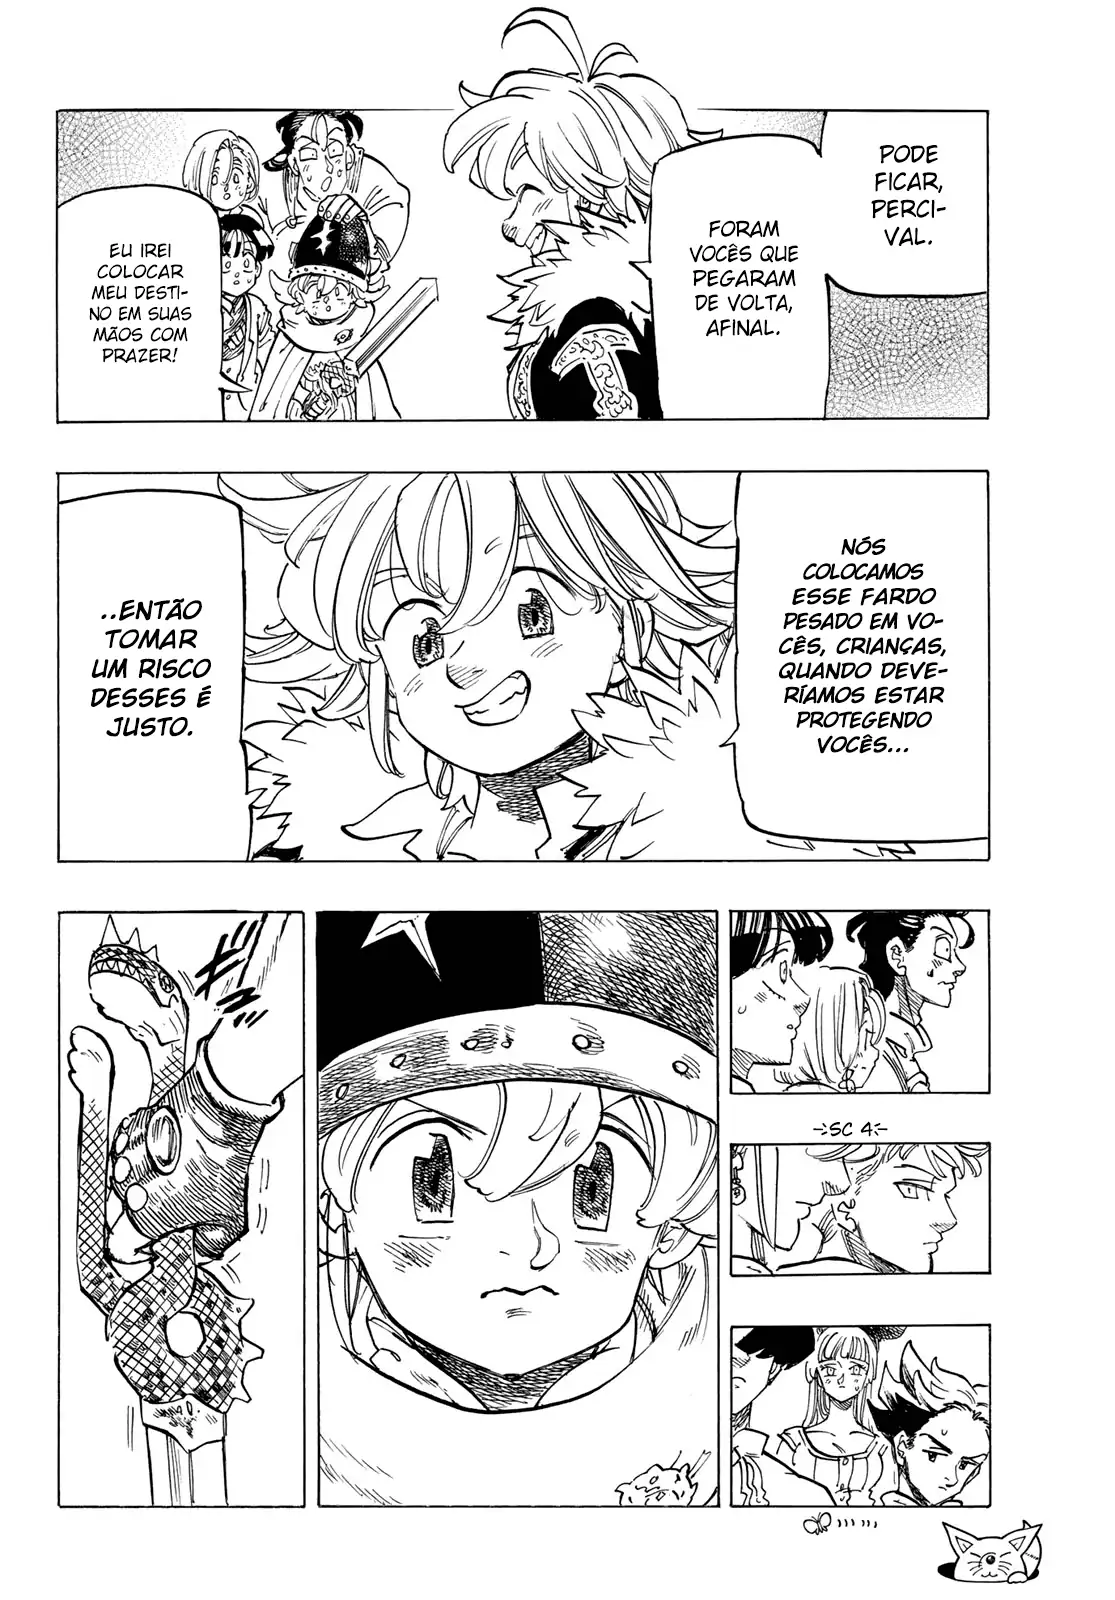 PODE
FICAR,
PERCI-
VAL.
FORAM
VOCÊS QUE
PEGARAM
DE VOLTA,
AFINAL.
EU IREI
COLOCAR
MEU DESTI-
NO EM SUAS
MÃOS COM
PRAZER!
NÓS
COLOCAMOS
ESSE FARDO
PESADO EM VO-
CÊS, CRIANÇAS,
QUANDO DEVE-
RÍAMOS ESTAR
PROTEGENDO
VOCÊS...
..ENTÃO
TOMAR
UM RISCO
DESSES É
JUSTO.
SC 4